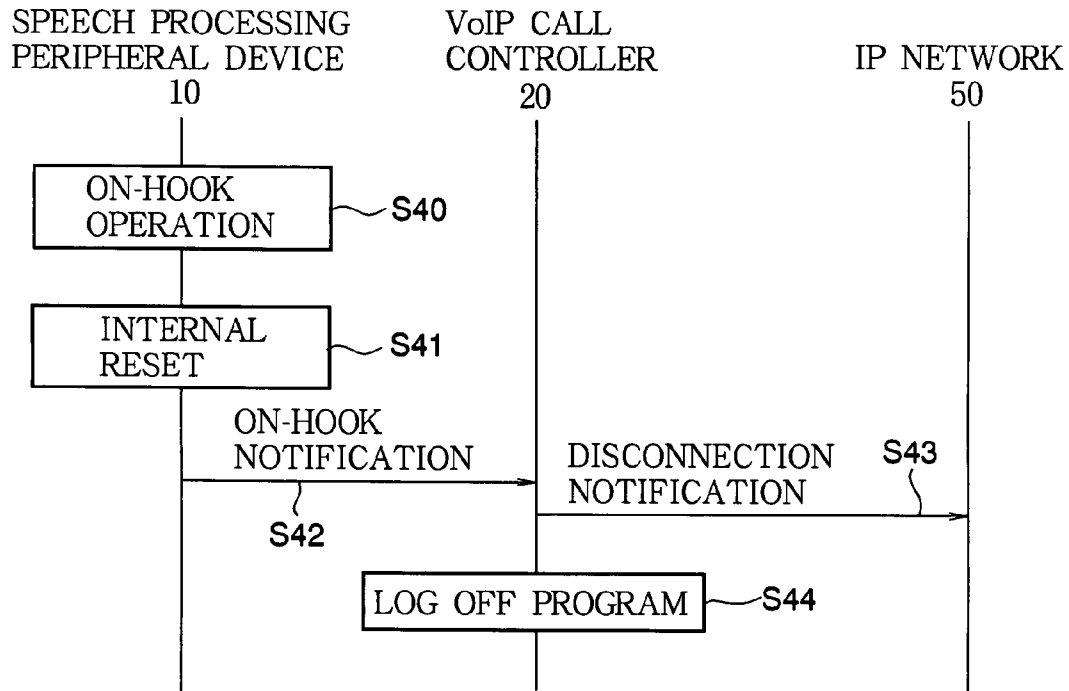 SPEECH PROCESSING
PERIPHERAL DEVICE
10
VoIP CALL
CONTROLLER
20
IP NETWORK
50
ON-HOOK
OPERATION
S40
INTERNAL
RESET
S41
ON-HOOK
NOTIFICATION
S42
DISCONNECTION
NOTIFICATION
S43
LOG OFF PROGRAM
S44